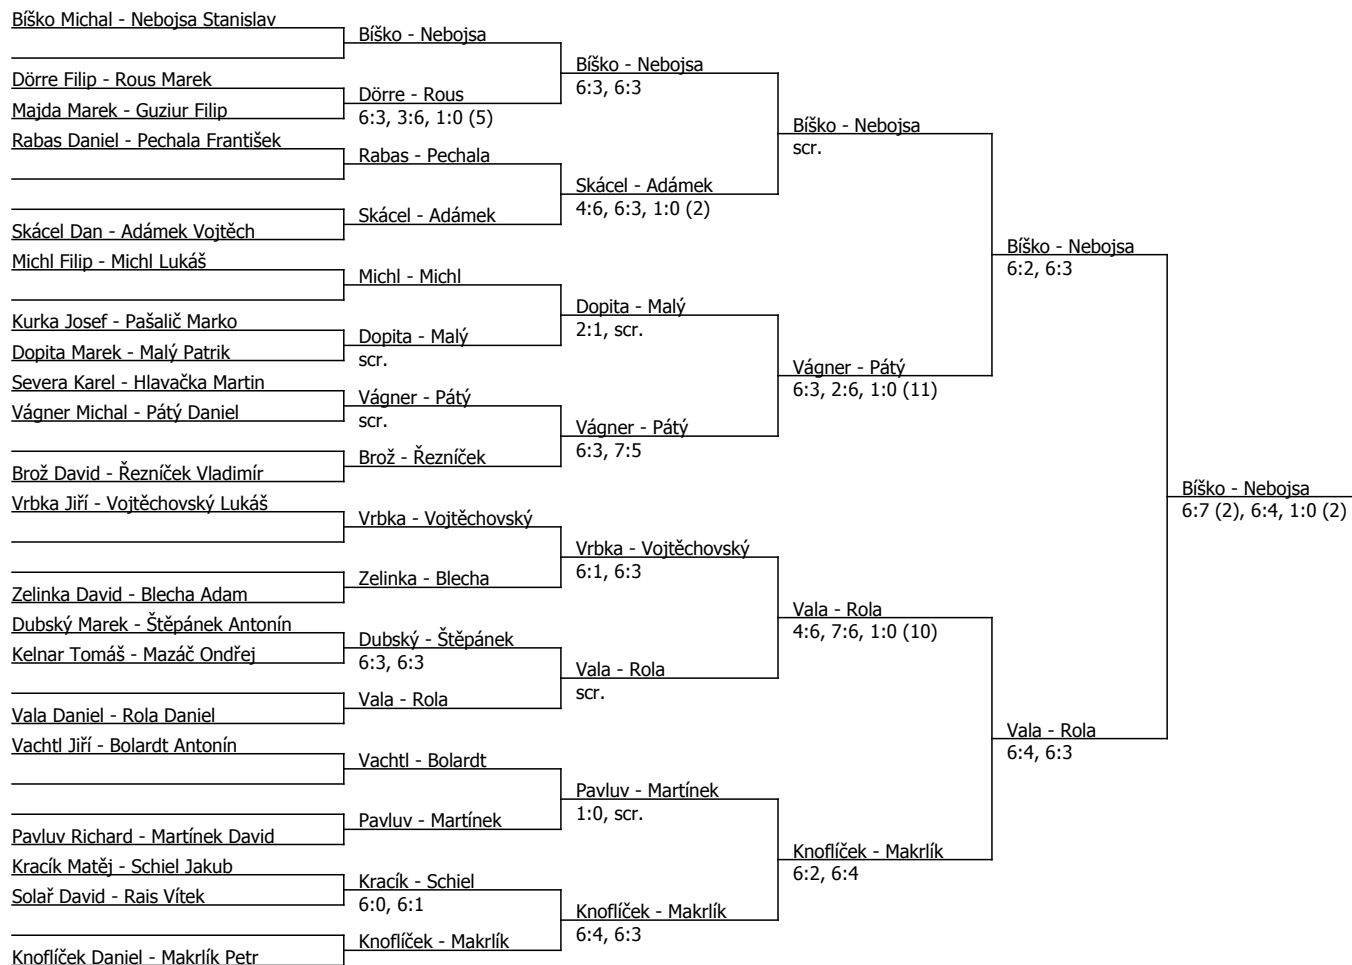 Bíško Michal - Nebojsa Stanislav
Dörre Filip - Rous Marek
Majda Marek - Guziur Filip
Rabas Daniel - Pechala František
Skácel Dan - Adámek Vojtěch
Michl Filip - Michl Lukáš
Kurka Josef - Pašalič Marko
Dopita Marek - Malý Patrik
Severa Karel - Hlavačka Martin
Vágner Michal - Pátý Daniel
Brož David - Řezníček Vladimír
Vrbka Jiří - Vojtěchovský Lukáš
Zelinka David - Blecha Adam
Dubský Marek - Štěpánek Antonín
Kelnar Tomáš - Mazáč Ondřej
Vala Daniel - Rola Daniel
Vachtl Jiří - Bolardt Antonín
Pavluv Richard - Martínek David
Kracík Matěj - Schiel Jakub
Solař David - Rais Vítek
Knoflíček Daniel - Makrlík Petr
Bíško - Nebojsa
Dörre - Rous
6:3, 3:6, 1:0 (5)
Rabas - Pechala
Skácel - Adámek
Michl - Michl
Dopita - Malý
scr.
Vágner - Pátý
scr.
Brož - Řezníček
Vrbka - Vojtěchovský
Zelinka - Blecha
Dubský - Štěpánek
6:3, 6:3
Vala - Rola
Vachtl - Bolardt
Pavluv - Martínek
Kracík - Schiel
6:0, 6:1
Knoflíček - Makrlík
Bíško - Nebojsa
6:3, 6:3
Skácel - Adámek
4:6, 6:3, 1:0 (2)
Dopita - Malý
2:1, scr.
Vágner - Pátý
6:3, 7:5
Vrbka - Vojtěchovský
6:1, 6:3
Vala - Rola
scr.
Pavluv - Martínek
1:0, scr.
Knoflíček - Makrlík
6:4, 6:3
Bíško - Nebojsa
scr.
Vágner - Pátý
6:3, 2:6, 1:0 (11)
Vala - Rola
4:6, 7:6, 1:0 (10)
Knoflíček - Makrlík
6:2, 6:4
Bíško - Nebojsa
6:2, 6:3
Vala - Rola
6:4, 6:3
Bíško - Nebojsa
6:7 (2), 6:4, 1:0 (2)